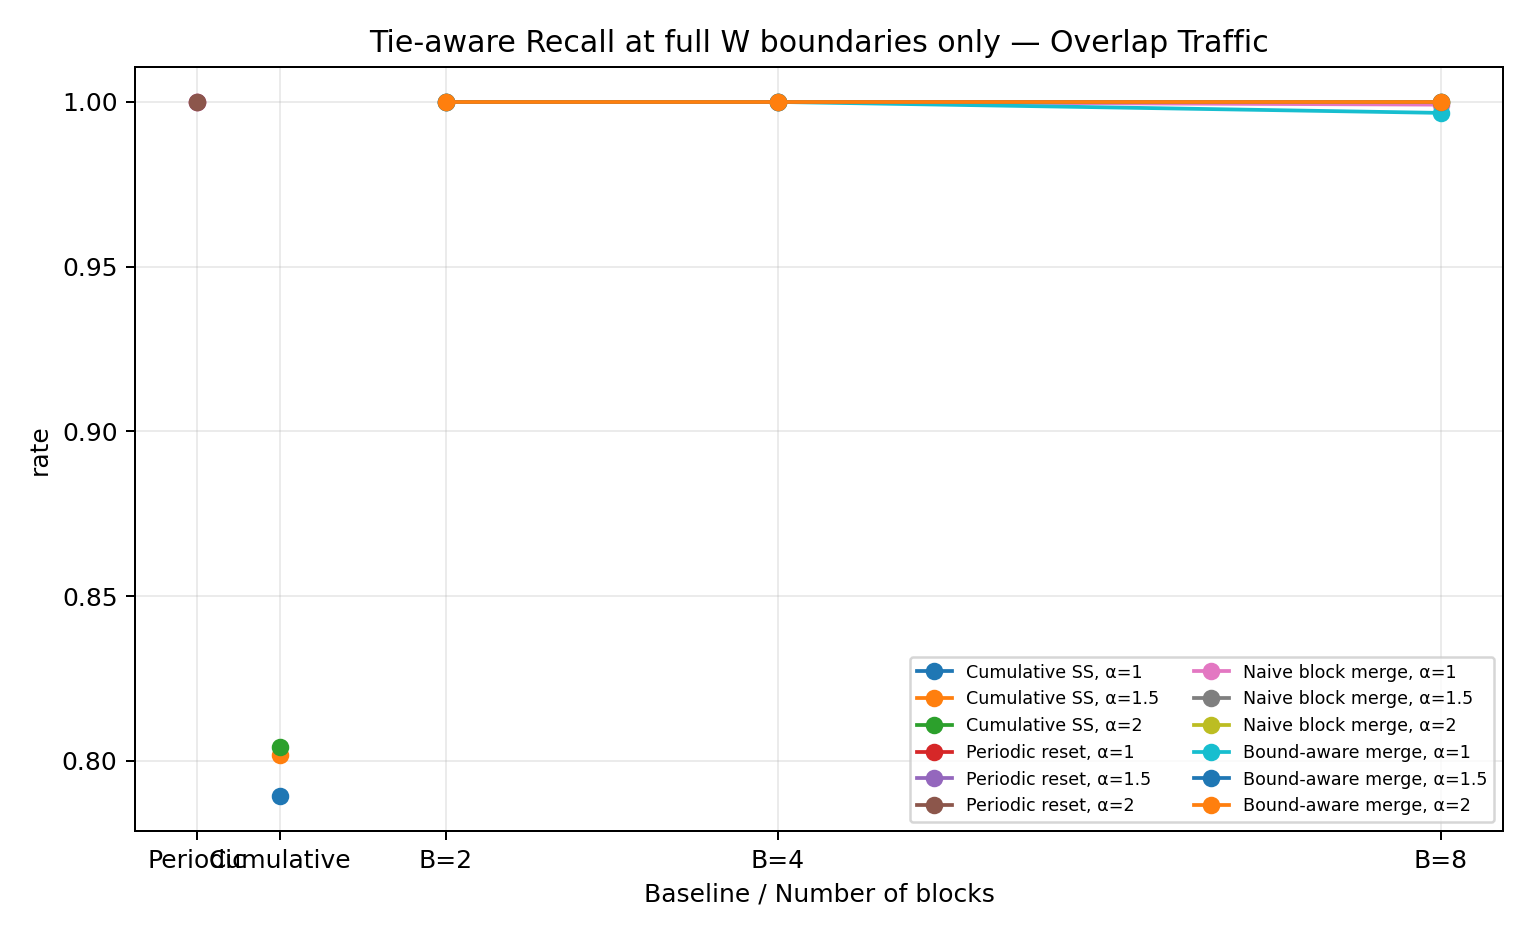 Tie-aware Recall at full W boundaries only — Overlap Traffic
rate
1.00
0.95
0.90
0.85
0.80
Cumulative SS, α=1
Cumulative SS, α=1.5
Cumulative SS, α=2
Periodic reset, α=1
Periodic reset, α=1.5
Periodic reset, α=2
Naive block merge, α=1
Naive block merge, α=1.5
Naive block merge, α=2
Bound-aware merge, α=1
Bound-aware merge, α=1.5
Bound-aware merge, α=2
Periodic Cumulative B=2 B=4 B=8
Baseline / Number of blocks